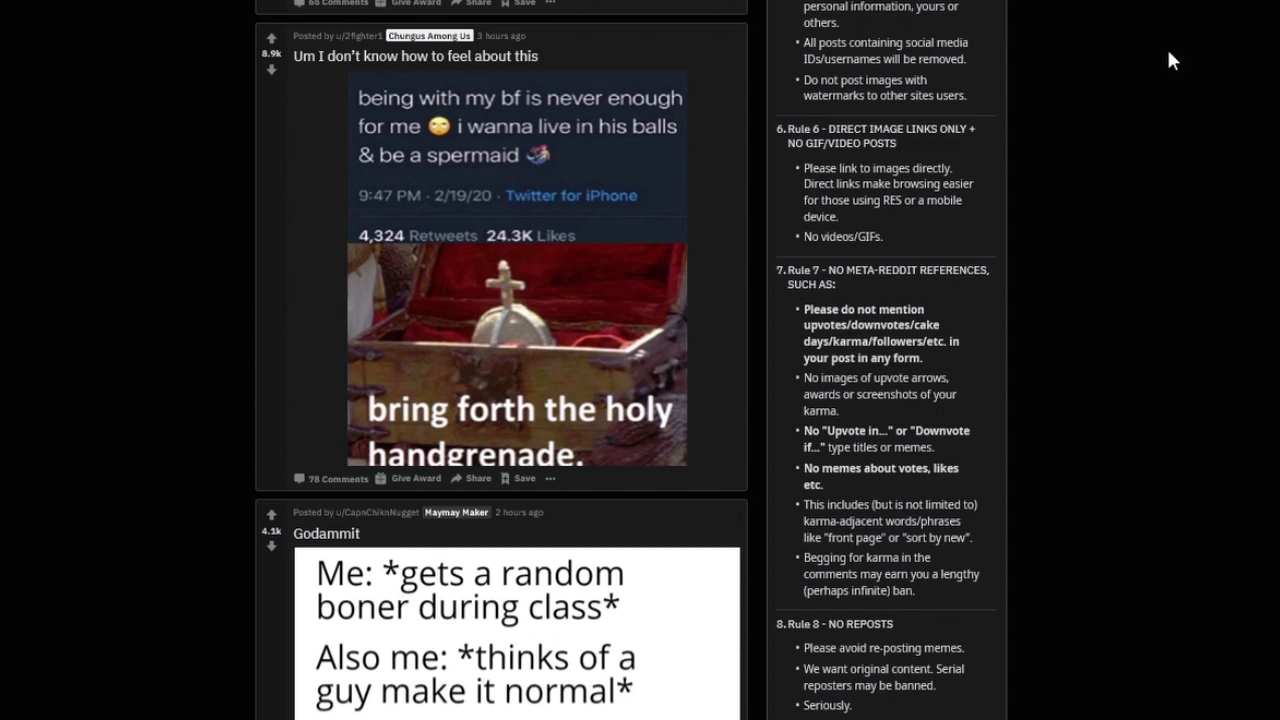 65 Comments Give Award Share Save
Posted by u/2fighter1 Chungus Among Us 3 hours ago
8.9k
Um I don't know how to feel about this
being with my bf is never enough
for me 🙄 i wanna live in his balls
& be a spermaid
9:47 PM · 2/19/20 · Twitter for iPhone
4,324 Retweets 24.3K Likes
bring forth the holy
handgrenade.
78 Comments Give Award Share Save
Posted by u/CapnChiknNugget Maymay Maker 2 hours ago
4.1k
Godammit
Me: *gets a random
boner during class*
Also me: *thinks of a
guy make it normal*
personal information, yours or
others.
• All posts containing social media
IDs/usernames will be removed.
• Do not post images with
watermarks to other sites users.
6. Rule 6 - DIRECT IMAGE LINKS ONLY +
NO GIF/VIDEO POSTS
• Please link to images directly.
Direct links make browsing easier
for those using RES or a mobile
device.
• No videos/GIFs.
7. Rule 7 - NO META-REDDIT REFERENCES,
SUCH AS:
• Please do not mention
upvotes/downvotes/cake
days/karma/followers/etc. in
your post in any form.
• No images of upvote arrows,
awards or screenshots of your
karma.
• No "Upvote in..." or "Downvote
if..." type titles or memes.
• No memes about votes, likes
etc.
• This includes (but is not limited to)
karma-adjacent words/phrases
like "front page" or "sort by new".
• Begging for karma in the
comments may earn you a lengthy
(perhaps infinite) ban.
8. Rule 8 - NO REPOSTS
• Please avoid re-posting memes.
• We want original content. Serial
reposters may be banned.
• Seriously.